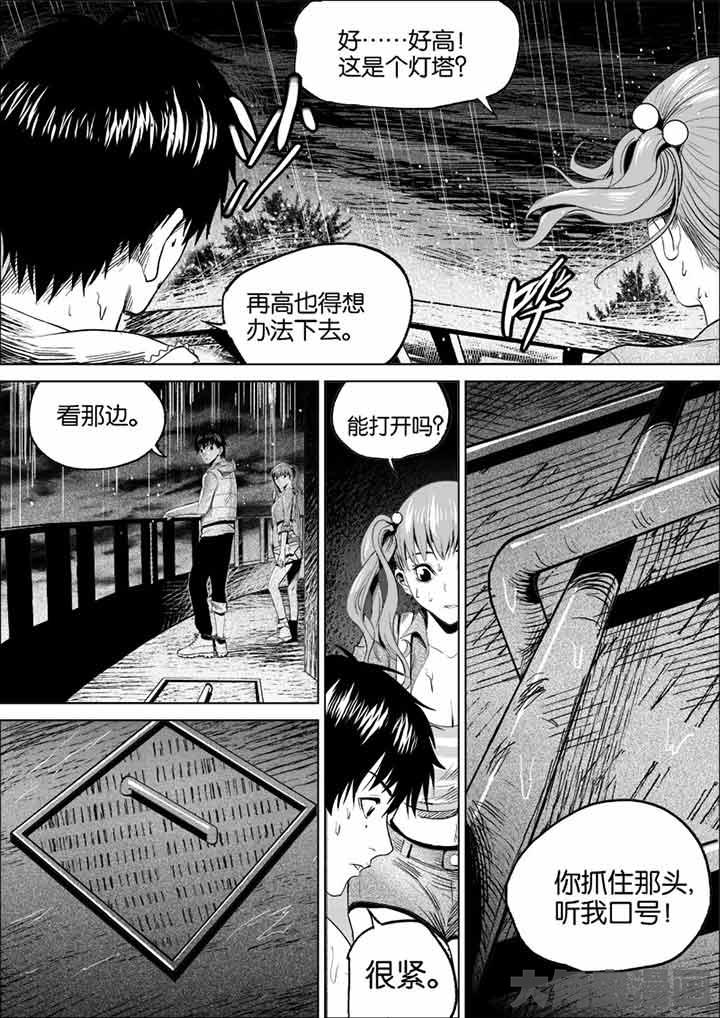 好……好高！
这是个灯塔？
再高也得想
办法下去。
哗
看那边。
能打开吗？
很紧。
你抓住那头，
听我口号！